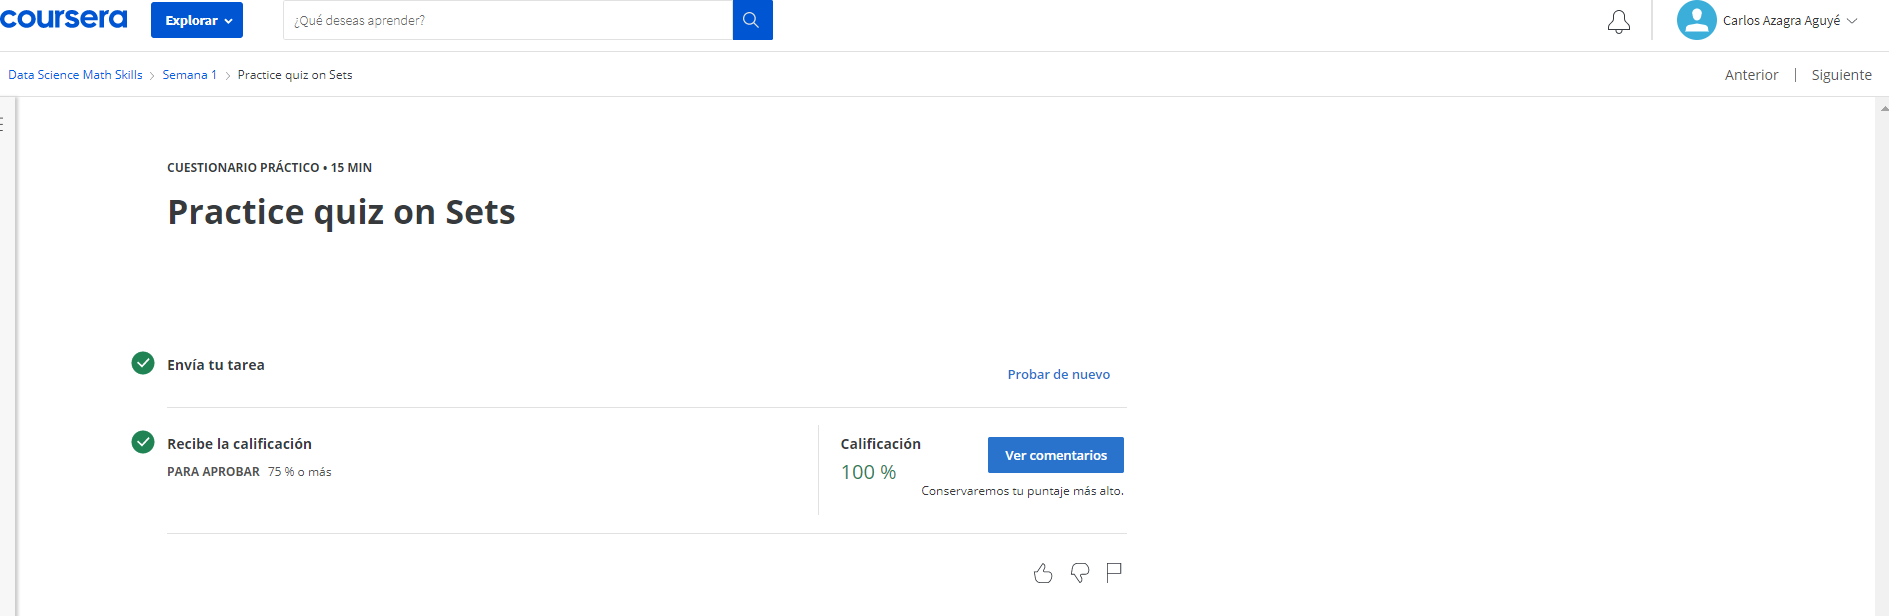 coursera
Explorar
¿Qué deseas aprender?
Carlos Azagra Aguyé
Data Science Math Skills
Semana 1
Practice quiz on Sets
Anterior | Siguiente
CUESTIONARIO PRÁCTICO • 15 MIN
Practice quiz on Sets
Envía tu tarea
Probar de nuevo
Recibe la calificación
PARA APROBAR 75 % o más
Calificación
100 %
Ver comentarios
Conservaremos tu puntaje más alto.